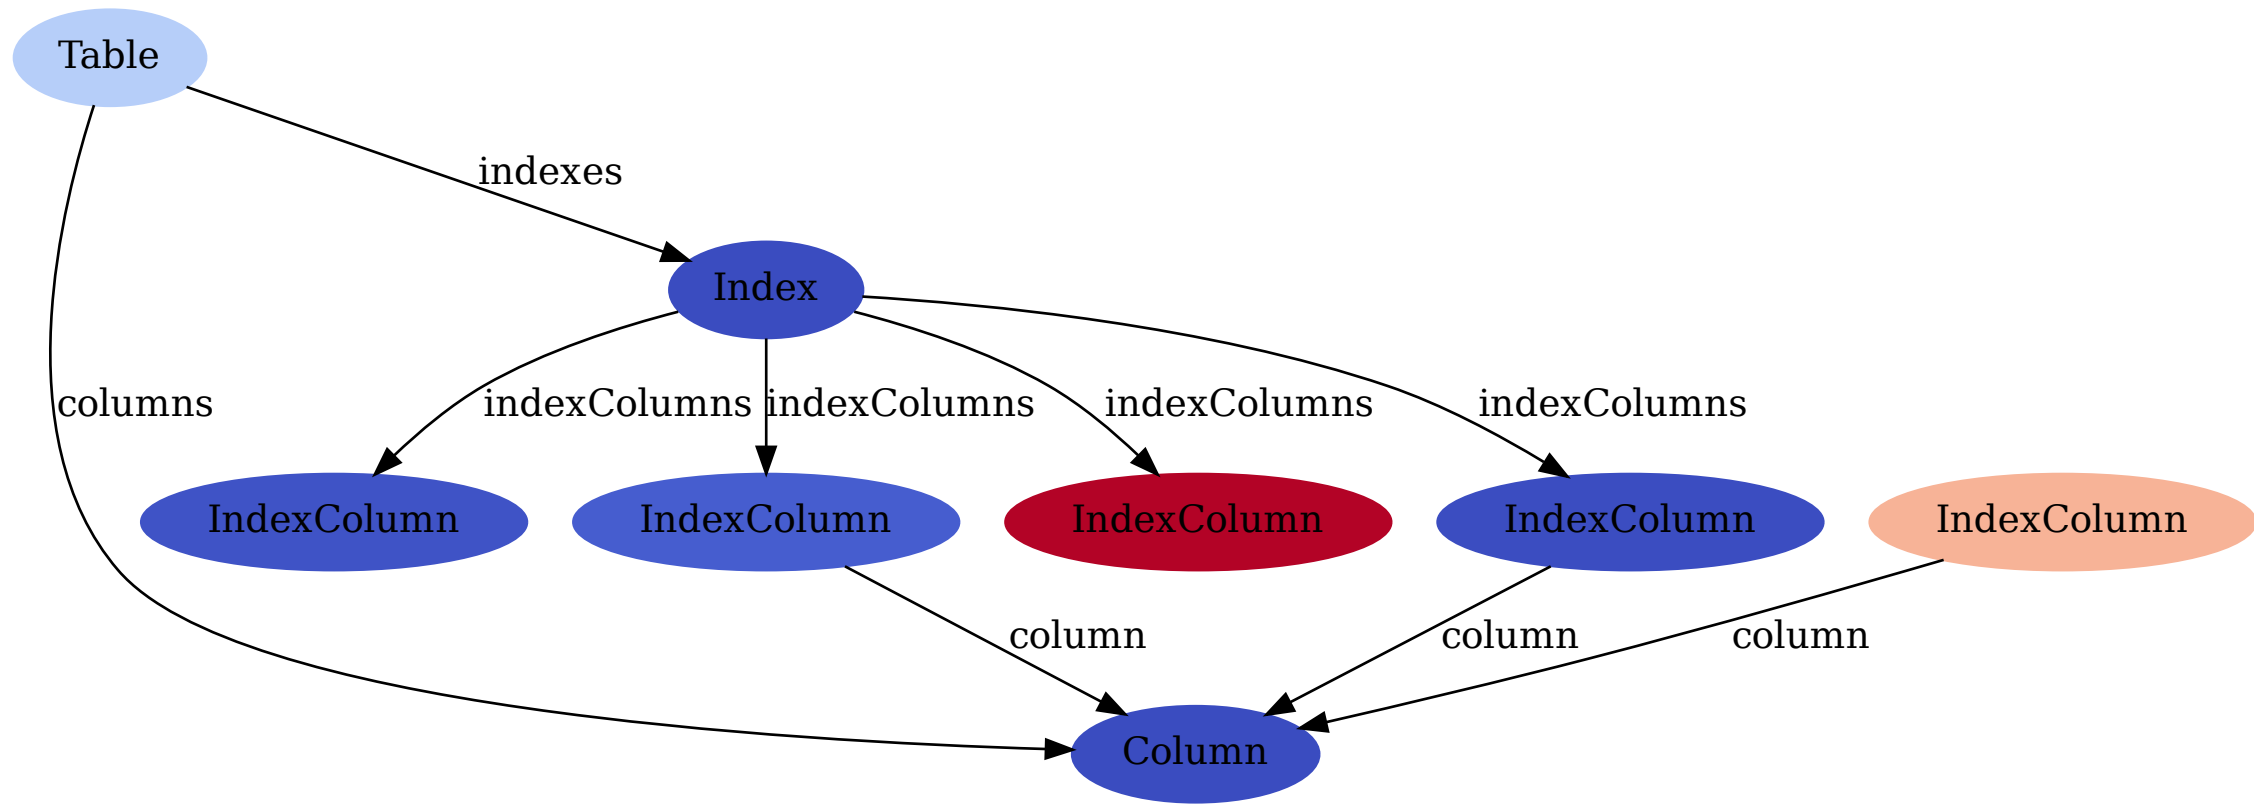 Table
indexes
Index
columns
indexColumns
indexColumns
indexColumns
indexColumns
IndexColumn
IndexColumn
IndexColumn
IndexColumn
IndexColumn
column
column
column
Column